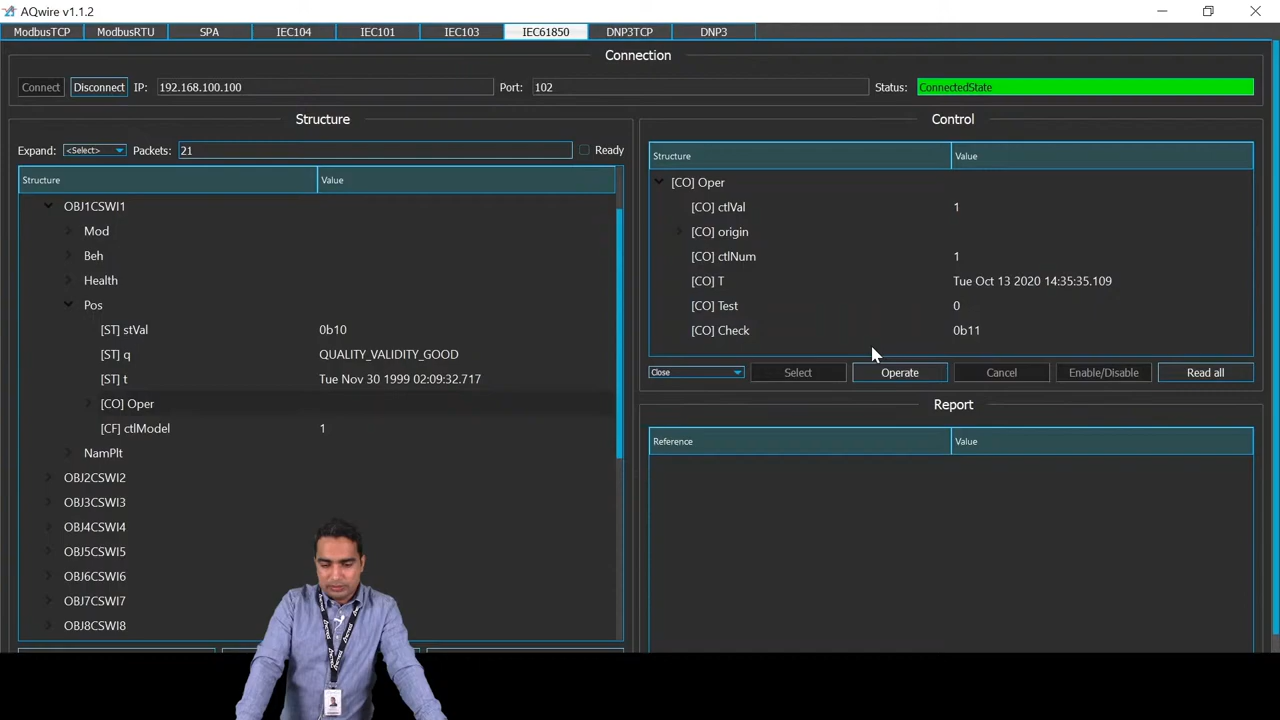 AQwire v1.1.2
ModbusTCP ModbusRTU SPA IEC104 IEC101 IEC103 IEC61850 DNP3TCP DNP3
Connection
Connect Disconnect IP: 192.168.100.100 Port: 102 Status: ConnectedState
Structure
Expand: <Select> Packets: 21 Ready
Structure Value
OBJ1CSWI1
Mod
Beh
Health
Pos
[ST] stVal 0b10
[ST] q QUALITY_VALIDITY_GOOD
[ST] t Tue Nov 30 1999 02:09:32.717
[CO] Oper
[CF] ctlModel 1
NamPlt
OBJ2CSWI2
OBJ3CSWI3
OBJ4CSWI4
OBJ5CSWI5
OBJ6CSWI6
OBJ7CSWI7
OBJ8CSWI8
Control
Structure Value
[CO] Oper
[CO] ctlVal 1
[CO] origin
[CO] ctlNum 1
[CO] T Tue Oct 13 2020 14:35:35.109
[CO] Test 0
[CO] Check 0b11
Close Select Operate Cancel Enable/Disable Read all
Report
Reference Value